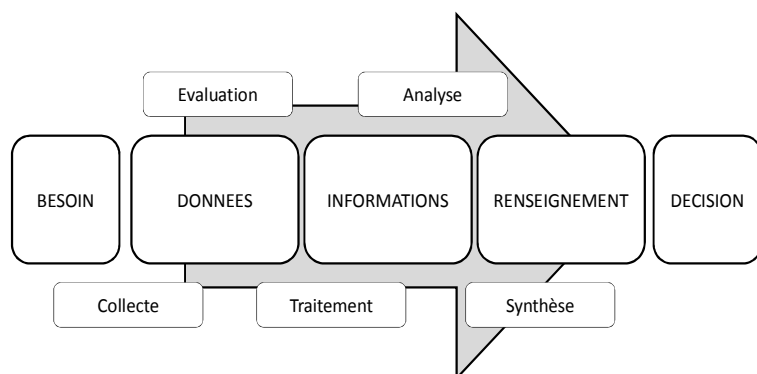 Evaluation
Analyse
BESOIN
DONNEES
INFORMATIONS
RENSEIGNEMENT
DECISION
Collecte
Traitement
Synthèse